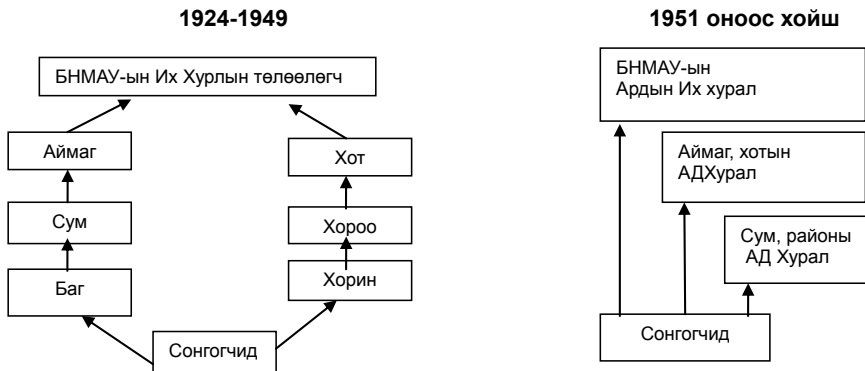 1924-1949
БНМАУ-ын Их Хурлын төлөөлөгч
Аймаг
Хот
Сум
Хороо
Баг
Хорин
Сонгогчид
1951 оноос хойш
БНМАУ-ын
Ардын Их хурал
Аймаг, хотын
АДХурал
Сум, районы
АД Хурал
Сонгогчид